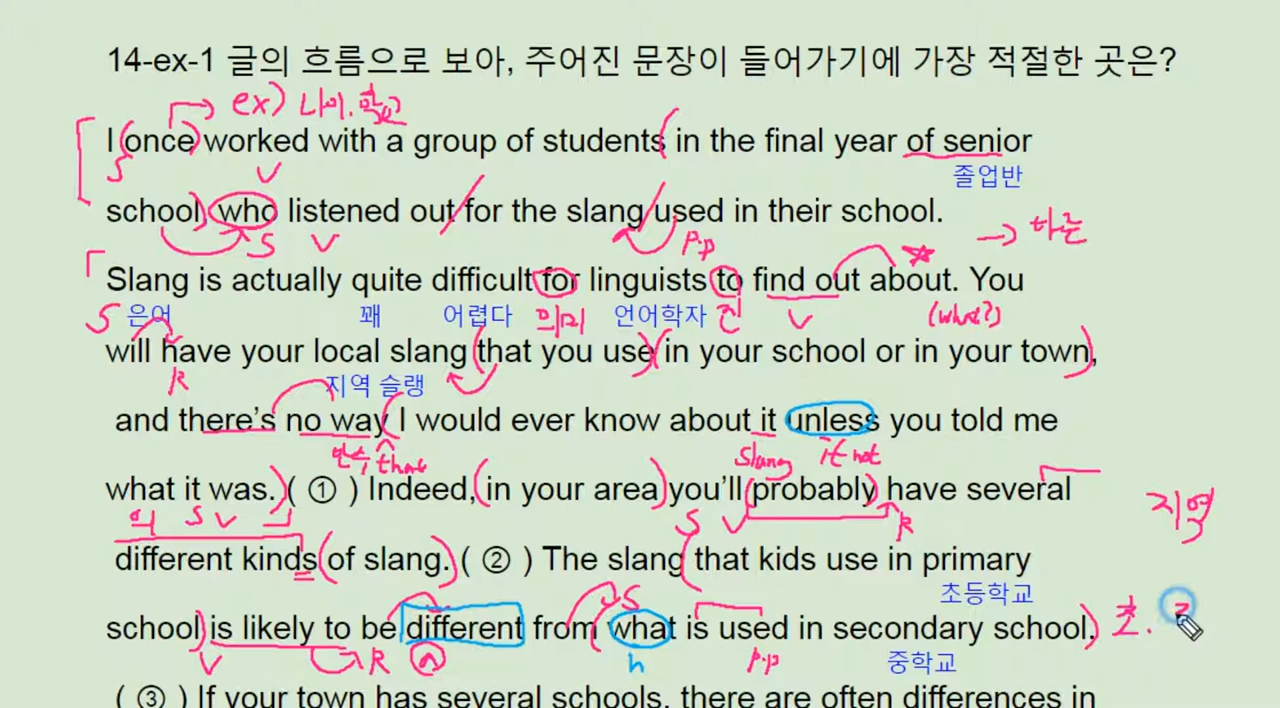 14-ex-1 글의 흐름으로 보아, 주어진 문장이 들어가기에 가장 적절한 곳은?
ex) 나이. 학교
I once worked with a group of students in the final year of senior
S V 졸업반
school, who listened out for the slang used in their school.
S V p.p → 다른
Slang is actually quite difficult for linguists to find out about. You
S 은어 꽤 어렵다 의미 언어학자 진 V (what?)
will have your local slang that you use in your school or in your town,
R 지역 슬랭
and there's no way I would ever know about it unless you told me
that slang if not
what it was. ( ① ) Indeed, in your area you'll probably have several
S V S V R 지역
different kinds of slang. ( ② ) The slang that kids use in primary
S 초등학교
school is likely to be different from what is used in secondary school.
V R a n p.p 중학교 초.
( ③ ) If your town has several schools, there are often differences in